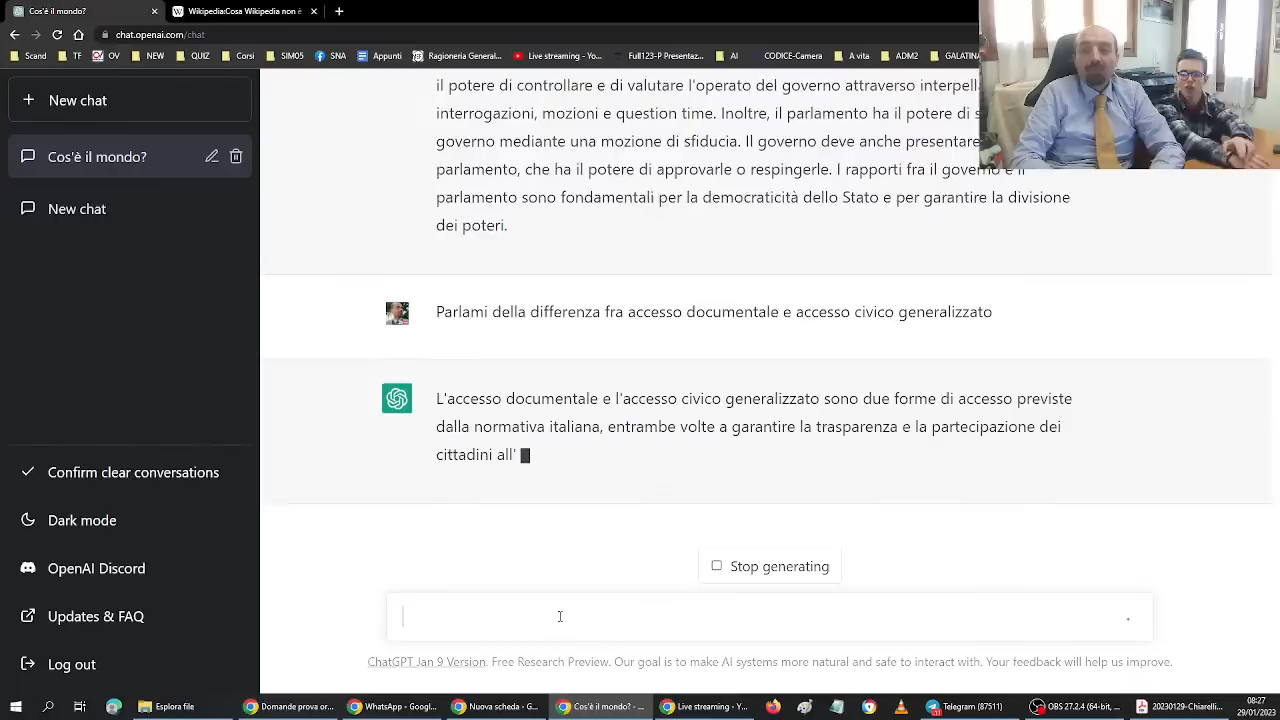 Cos'è il mondo?
Wikipedia:Cosa Wikipedia non è
chat.openai.com/chat
Scand
TF
OV
NEW
QUIZ
Corsi
SIM05
SNA
Appunti
Ragioneria General...
Live streaming - Yo...
Full123-P Presentaz...
AI
CODICE-Camera
A vita
ADM2
GALATINA
New chat
Cos'è il mondo?
New chat
il potere di controllare e di valutare l'operato del governo attraverso interpell
interrogazioni, mozioni e question time. Inoltre, il parlamento ha il potere di s
governo mediante una mozione di sfiducia. Il governo deve anche presentare
parlamento, che ha il potere di approvarle o respingerle. I rapporti fra il governo e il
parlamento sono fondamentali per la democraticità dello Stato e per garantire la divisione
dei poteri.
Parlami della differenza fra accesso documentale e accesso civico generalizzato
L'accesso documentale e l'accesso civico generalizzato sono due forme di accesso previste
dalla normativa italiana, entrambe volte a garantire la trasparenza e la partecipazione dei
cittadini all'
Confirm clear conversations
Dark mode
OpenAI Discord
Updates & FAQ
Log out
Stop generating
ChatGPT Jan 9 Version. Free Research Preview. Our goal is to make AI systems more natural and safe to interact with. Your feedback will help us improve.
Esplora file
Domande prova or...
WhatsApp - Googl...
Nuova scheda - G...
Cos'è il mondo? - ...
Live streaming - Y...
Telegram (87511)
OBS 27.2.4 (64-bit,...
20230129-Chiarelli...
08:27
29/01/2023